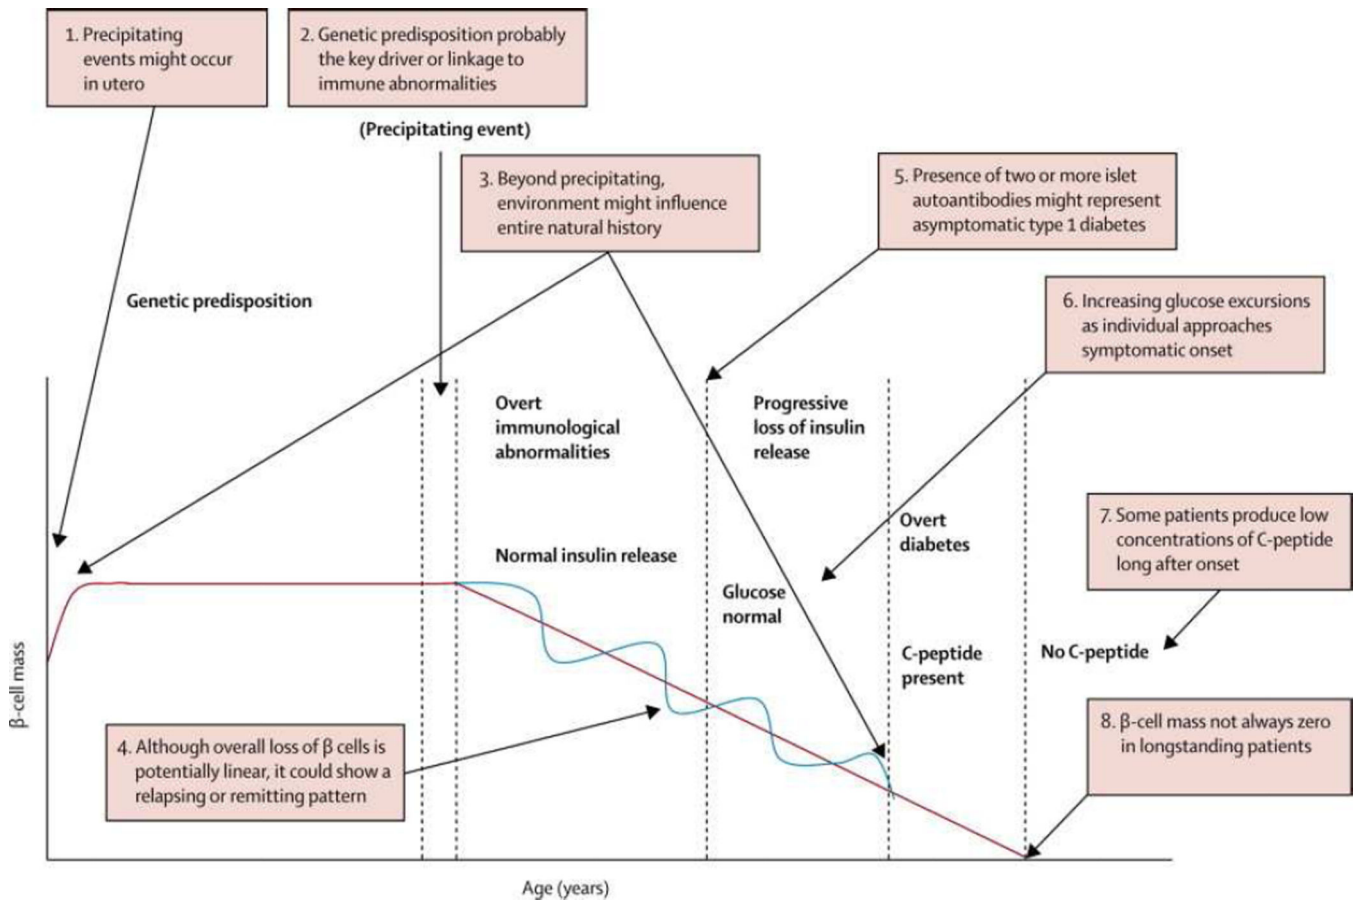 1. Precipitating
events might occur
in utero
2. Genetic predisposition probably
the key driver or linkage to
immune abnormalities
(Precipitating event)
3. Beyond precipitating,
environment might influence
entire natural history
5. Presence of two or more islet
autoantibodies might represent
asymptomatic type 1 diabetes
Genetic predisposition
6. Increasing glucose excursions
as individual approaches
symptomatic onset
Overt
immunological
abnormalities
Progressive
loss of insulin
release
Normal insulin release
Overt
diabetes
7. Some patients produce low
concentrations of C-peptide
long after onset
Glucose
normal
C-peptide
present
No C-peptide
β-cell mass
4. Although overall loss of β cells is
potentially linear, it could show a
relapsing or remitting pattern
8. β-cell mass not always zero
in longstanding patients
Age (years)